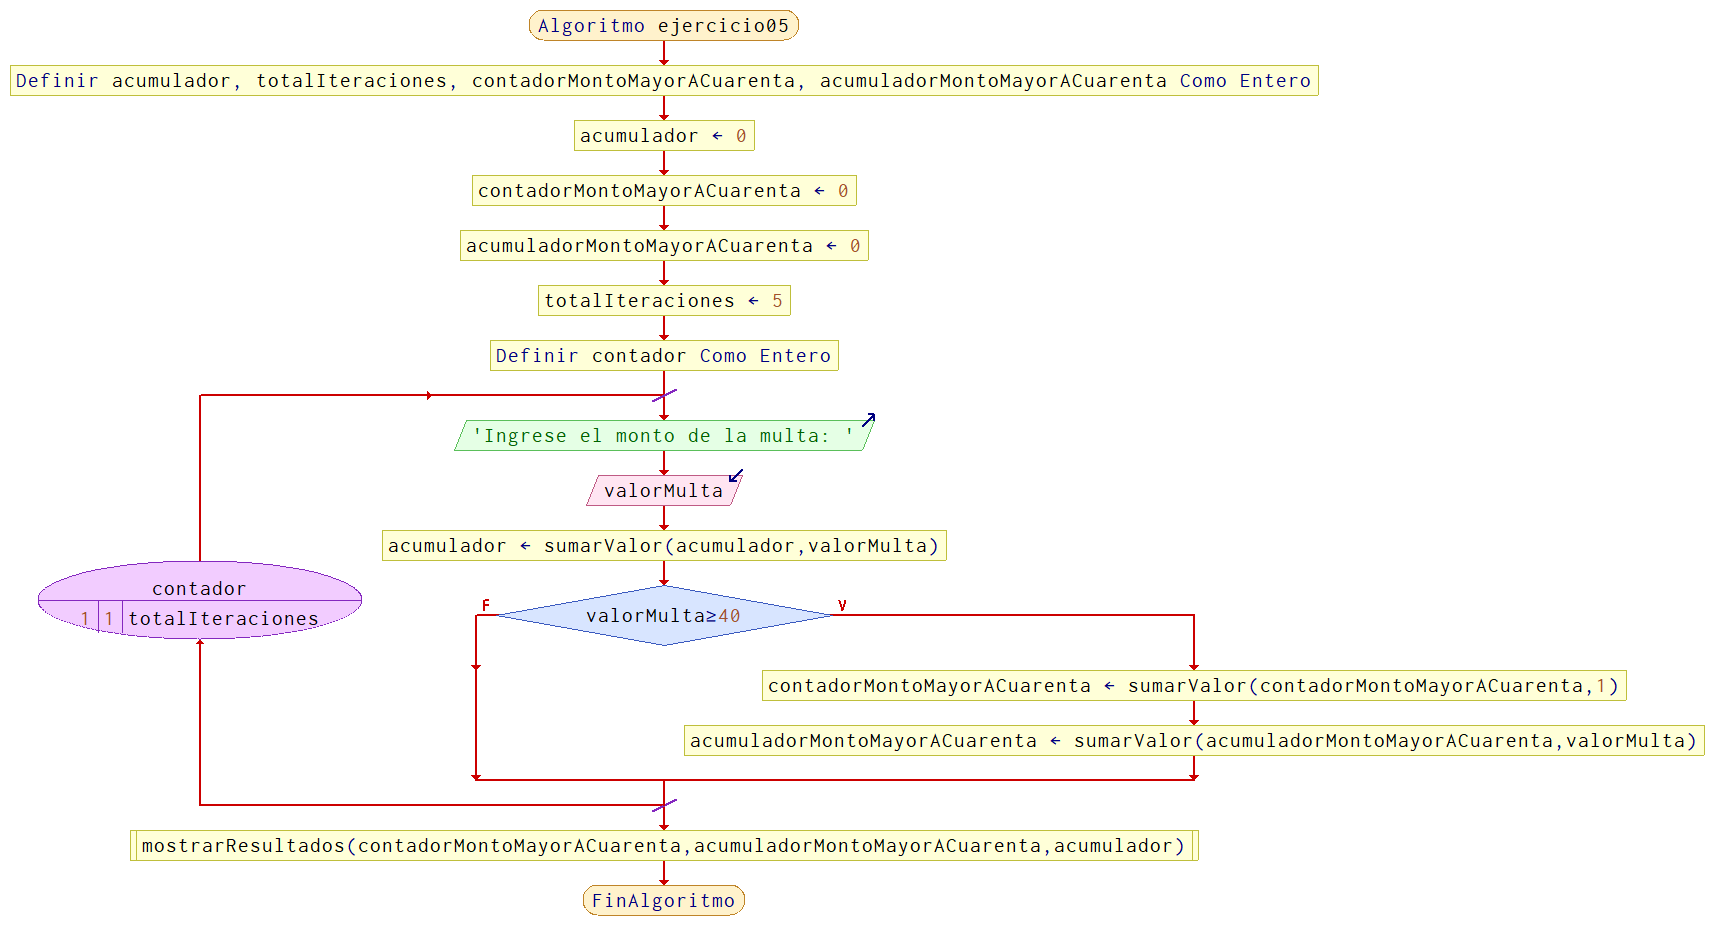 Algoritmo ejercicio05
Definir acumulador, totalIteraciones, contadorMontoMayorACuarenta, acumuladorMontoMayorACuarenta Como Entero
acumulador ← 0
contadorMontoMayorACuarenta ← 0
acumuladorMontoMayorACuarenta ← 0
totalIteraciones ← 5
Definir contador Como Entero
'Ingrese el monto de la multa: '
valorMulta
acumulador ← sumarValor(acumulador,valorMulta)
contador
1 1 totalIteraciones
F
valorMulta≥40
V
contadorMontoMayorACuarenta ← sumarValor(contadorMontoMayorACuarenta,1)
acumuladorMontoMayorACuarenta ← sumarValor(acumuladorMontoMayorACuarenta,valorMulta)
mostrarResultados(contadorMontoMayorACuarenta,acumuladorMontoMayorACuarenta,acumulador)
FinAlgoritmo